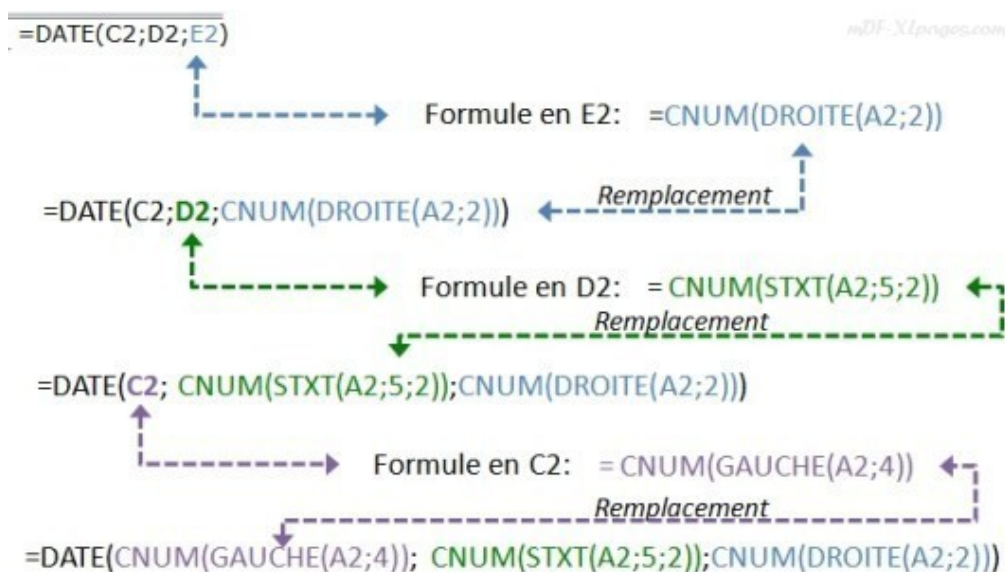 =DATE(C2;D2;E2)
mDF-XLpages.com
Formule en E2: =CNUM(DROITE(A2;2))
Remplacement
=DATE(C2;D2;CNUM(DROITE(A2;2)))
Formule en D2: = CNUM(STXT(A2;5;2))
Remplacement
=DATE(C2; CNUM(STXT(A2;5;2));CNUM(DROITE(A2;2)))
Formule en C2: = CNUM(GAUCHE(A2;4))
Remplacement
=DATE(CNUM(GAUCHE(A2;4)); CNUM(STXT(A2;5;2));CNUM(DROITE(A2;2)))